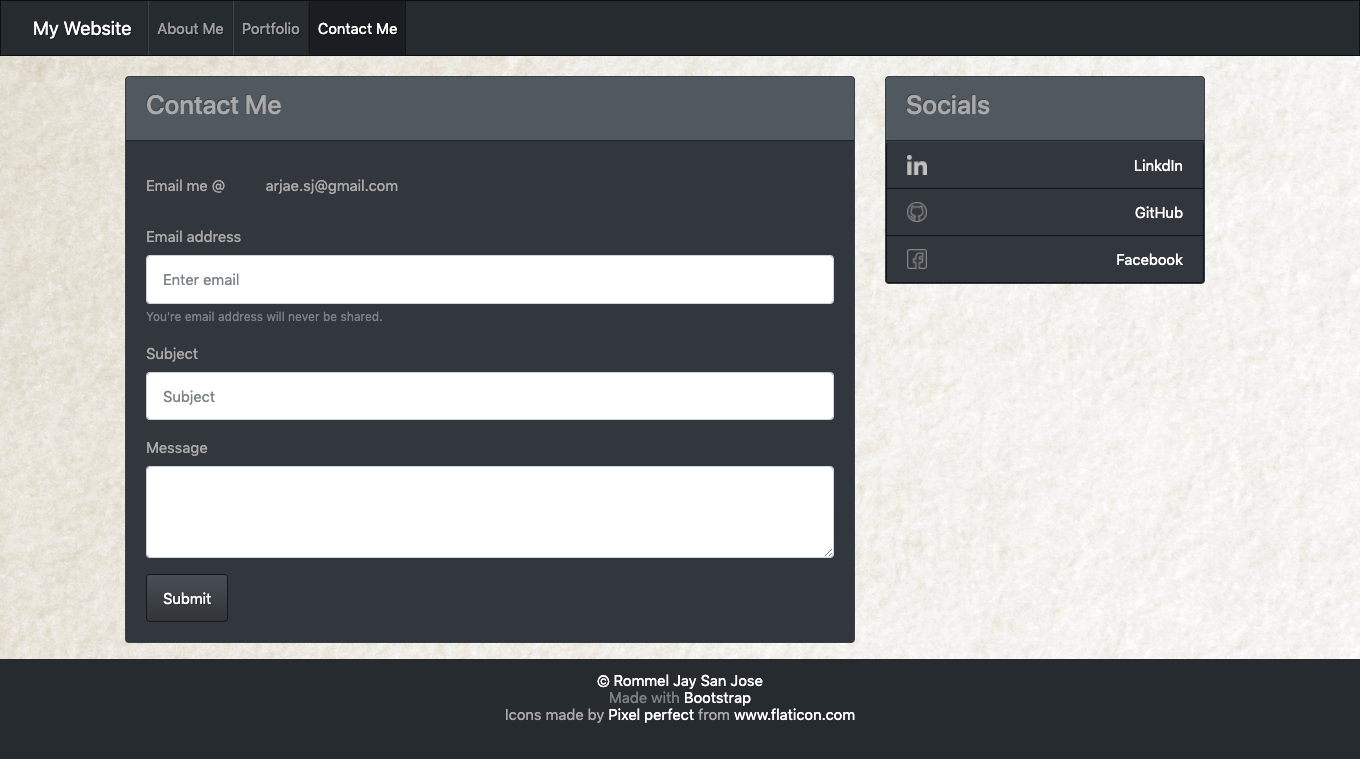 My Website About Me Portfolio Contact Me
Contact Me
Email me @ arjae.sj@gmail.com
Email address
Enter email
You're email address will never be shared.
Subject
Subject
Message
Submit
Socials
LinkdIn
GitHub
Facebook
© Rommel Jay San Jose
Made with Bootstrap
Icons made by Pixel perfect from www.flaticon.com